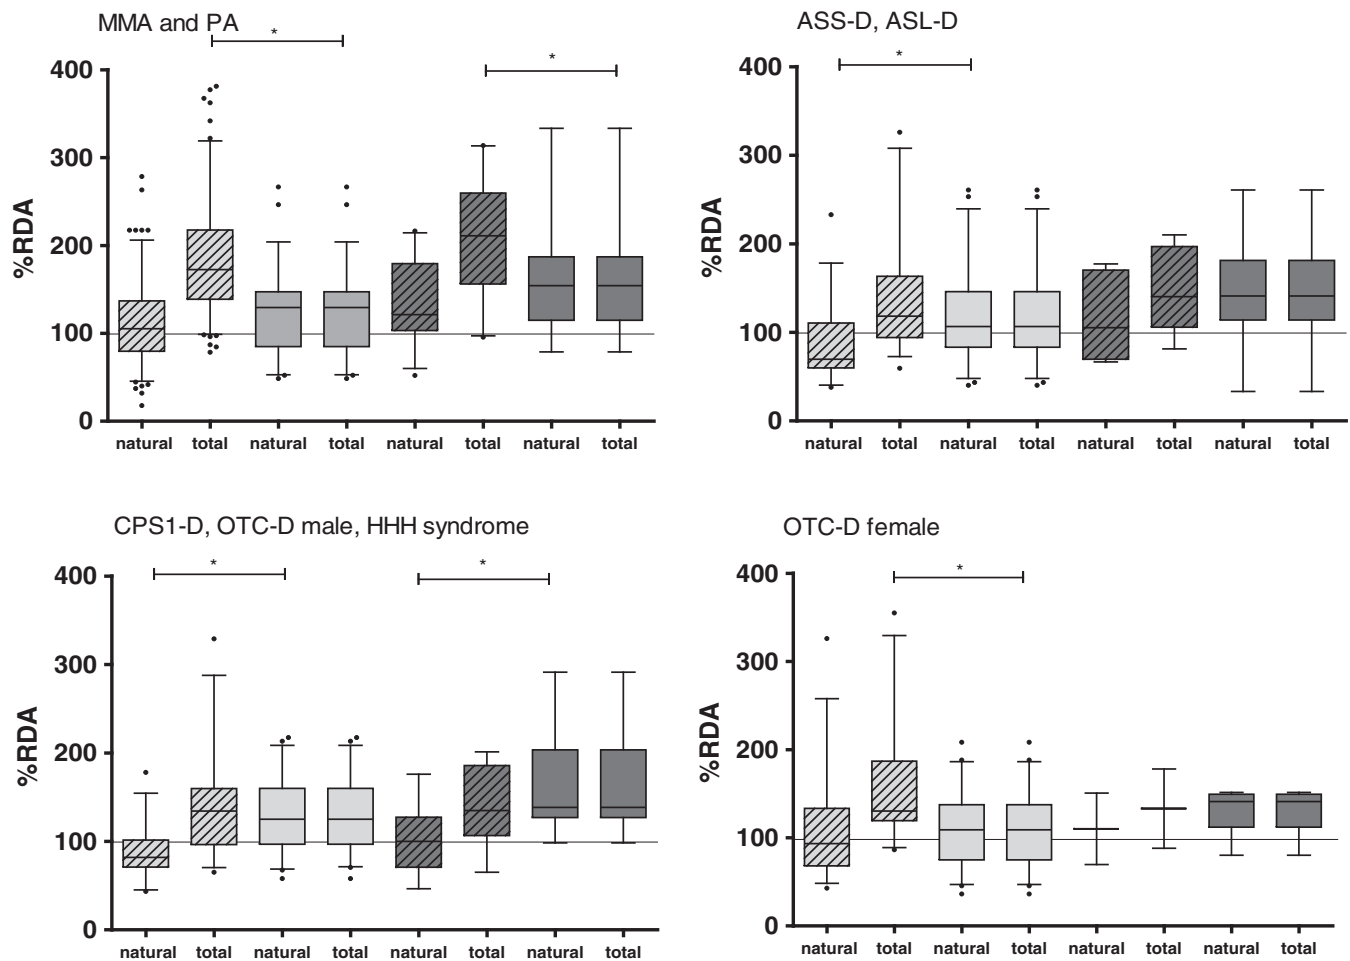 MMA and PA
*
*
400
300
200
100
0
%RDA
natural total natural total natural total natural total
ASS-D, ASL-D
*
400
300
200
100
0
%RDA
natural total natural total natural total natural total
CPS1-D, OTC-D male, HHH syndrome
*
*
400
300
200
100
0
%RDA
natural total natural total natural total natural total
OTC-D female
*
400
300
200
100
0
%RDA
natural total natural total natural total natural total